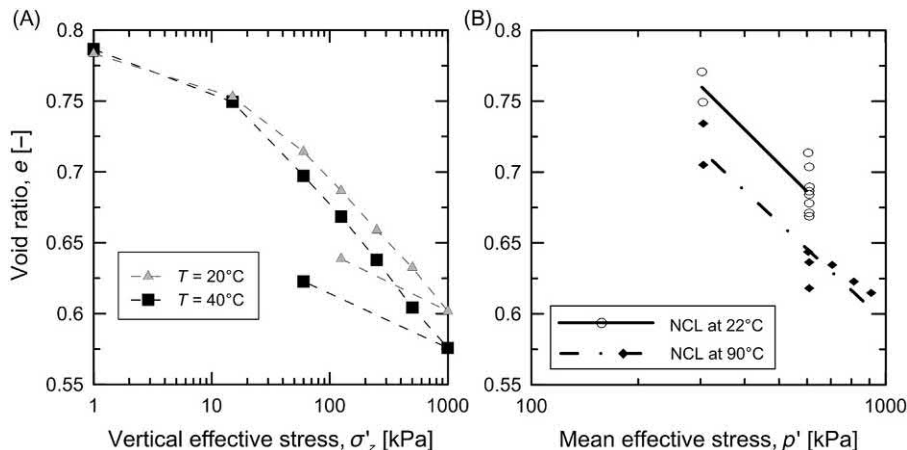 (A)
0.8
0.75
0.7
0.65
0.6
0.55
Void ratio, e [–]
T = 20°C
T = 40°C
1
10
100
1000
Vertical effective stress, σ'z [kPa]
(B)
0.8
0.75
0.7
0.65
0.6
0.55
NCL at 22°C
NCL at 90°C
100
1000
Mean effective stress, p' [kPa]